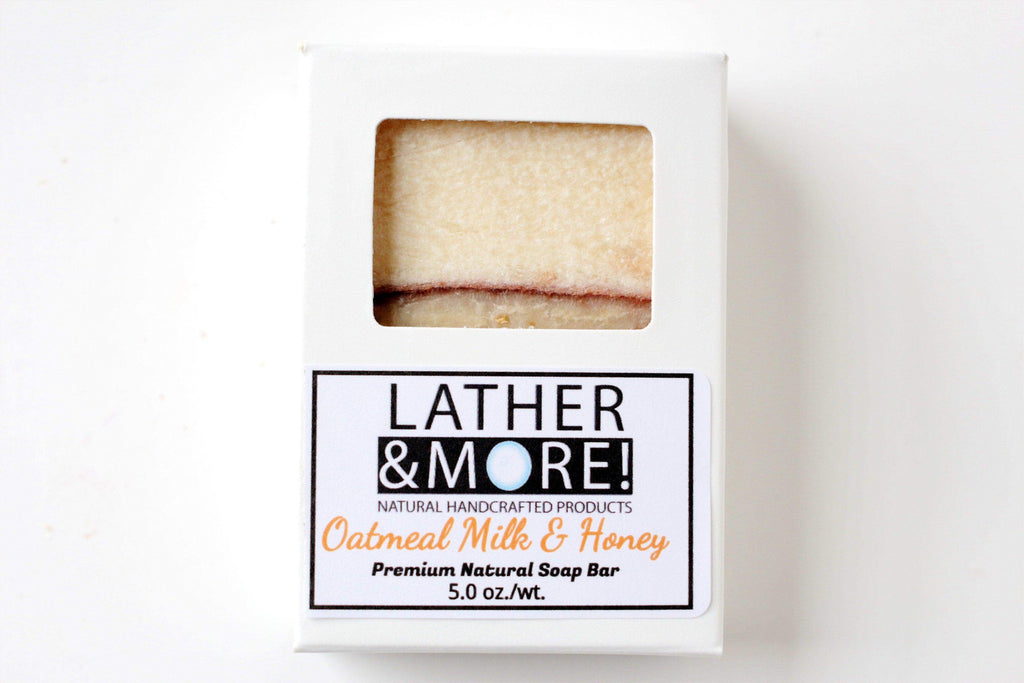 LATHER
&MORE!
NATURAL HANDCRAFTED PRODUCTS
Oatmeal Milk & Honey
Premium Natural Soap Bar
5.0 oz./wt.